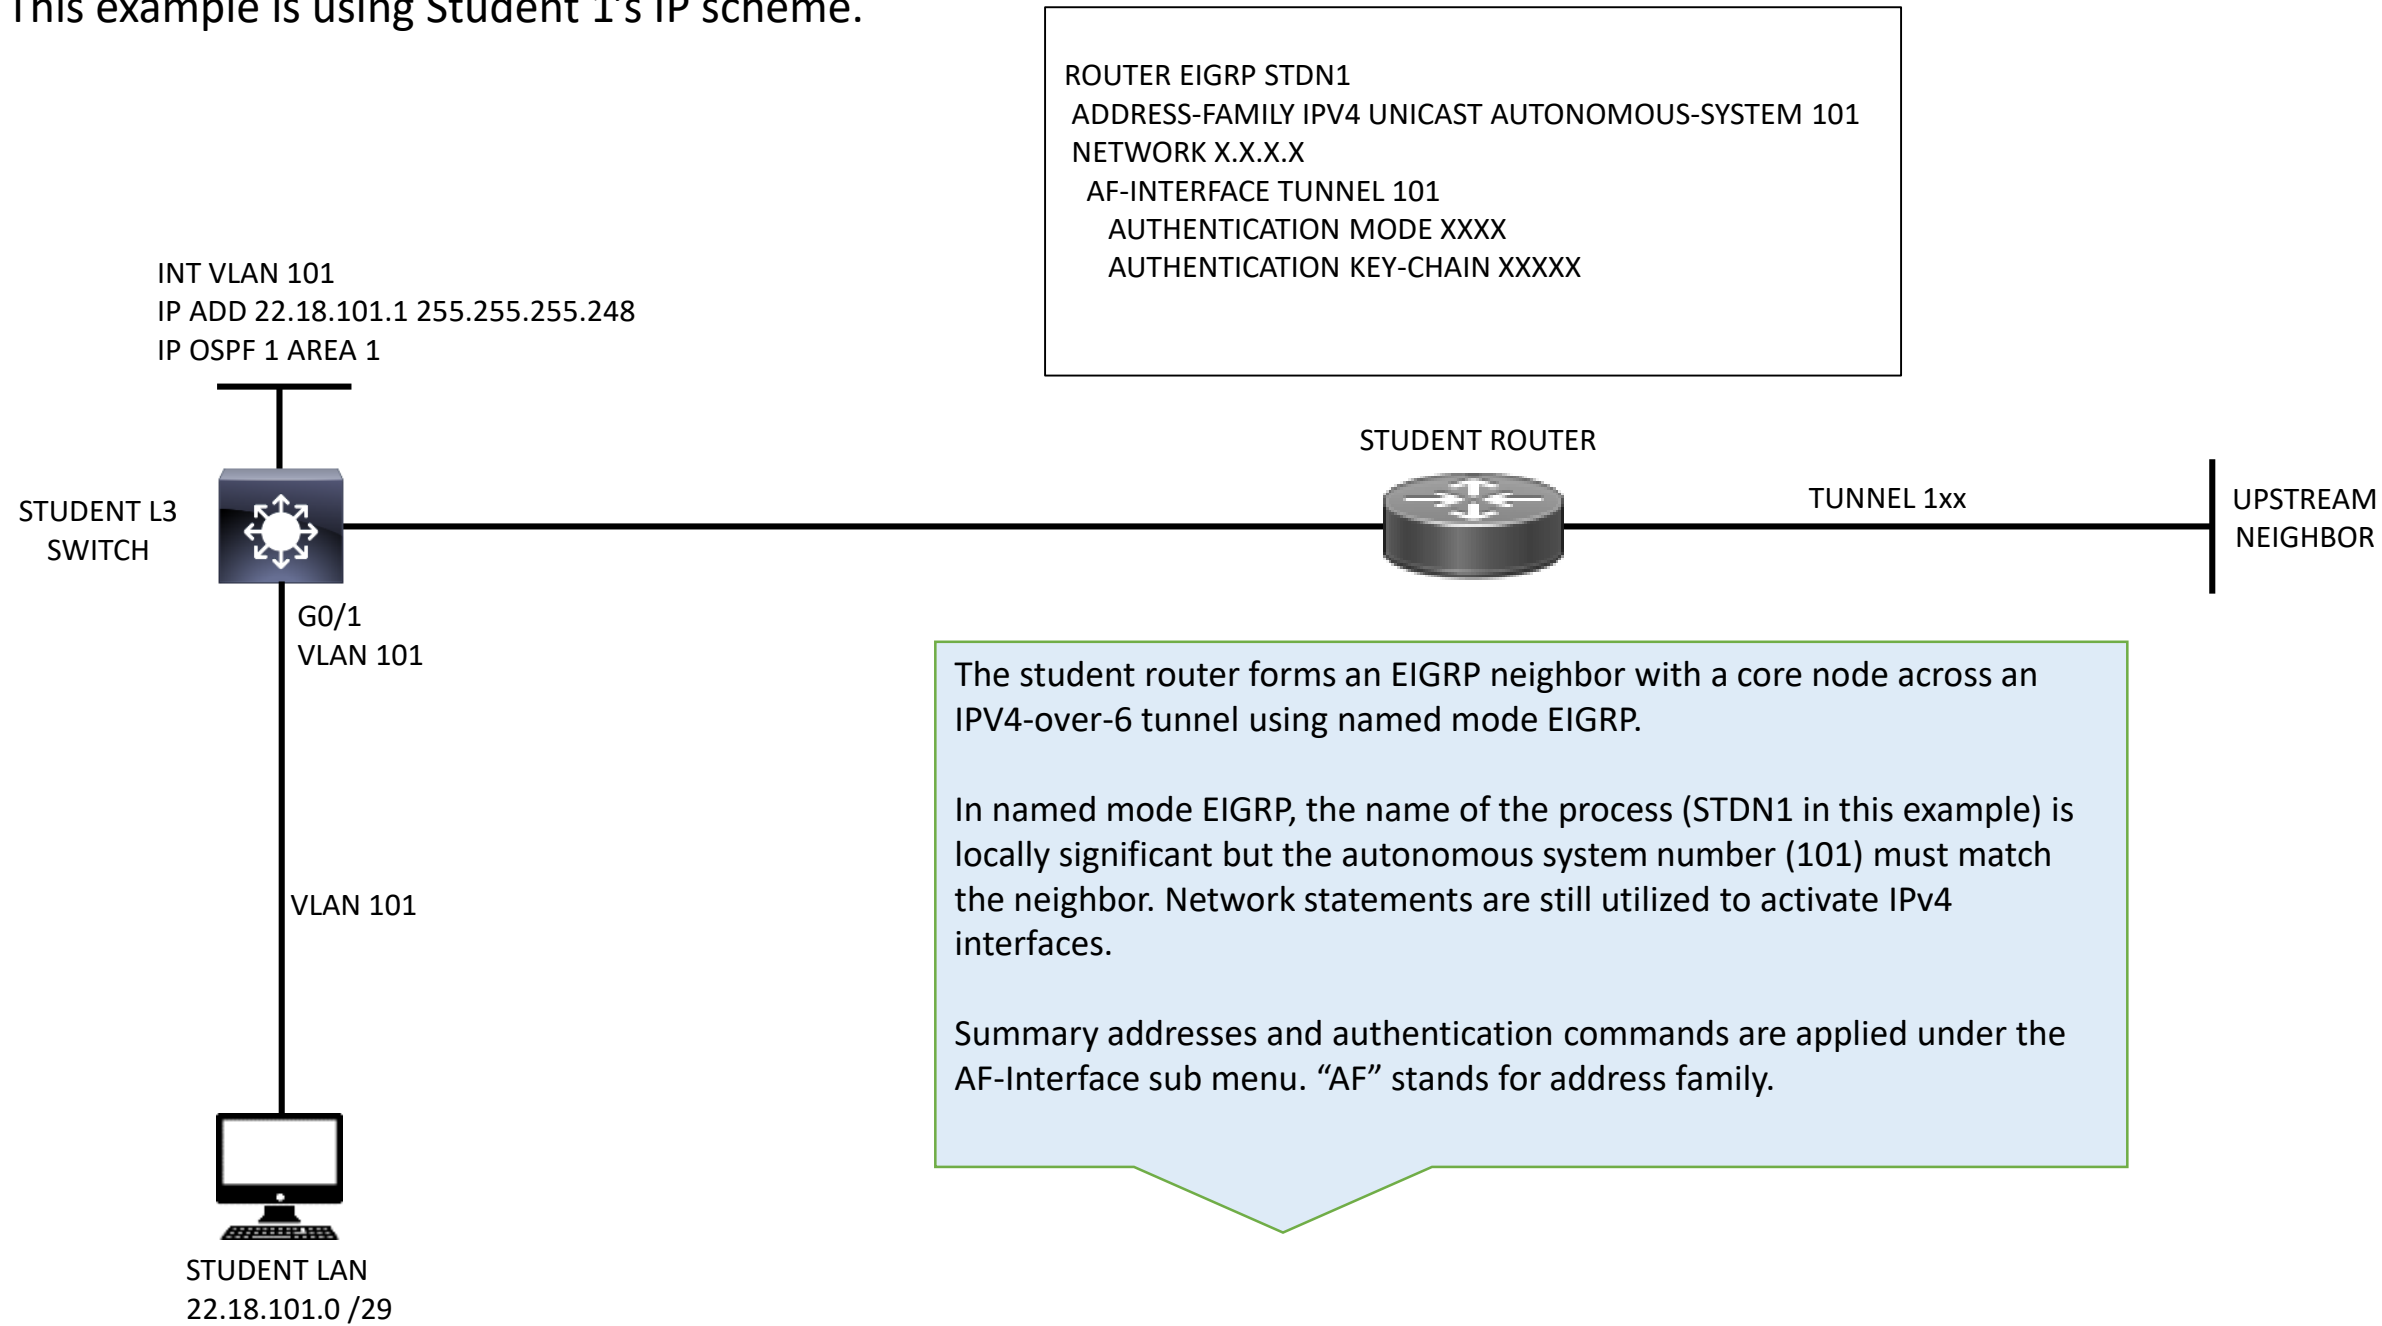 This example is using Student 1's IP scheme.
ROUTER EIGRP STDN1
ADDRESS-FAMILY IPV4 UNICAST AUTONOMOUS-SYSTEM 101
NETWORK X.X.X.X
AF-INTERFACE TUNNEL 101
AUTHENTICATION MODE XXXX
AUTHENTICATION KEY-CHAIN XXXXX
INT VLAN 101
IP ADD 22.18.101.1 255.255.255.248
IP OSPF 1 AREA 1
STUDENT ROUTER
STUDENT L3
SWITCH
TUNNEL 1xx
UPSTREAM
NEIGHBOR
G0/1
VLAN 101
The student router forms an EIGRP neighbor with a core node across an
IPV4-over-6 tunnel using named mode EIGRP.
In named mode EIGRP, the name of the process (STDN1 in this example) is
locally significant but the autonomous system number (101) must match
the neighbor. Network statements are still utilized to activate IPv4
interfaces.
Summary addresses and authentication commands are applied under the
AF-Interface sub menu. “AF” stands for address family.
VLAN 101
STUDENT LAN
22.18.101.0 /29